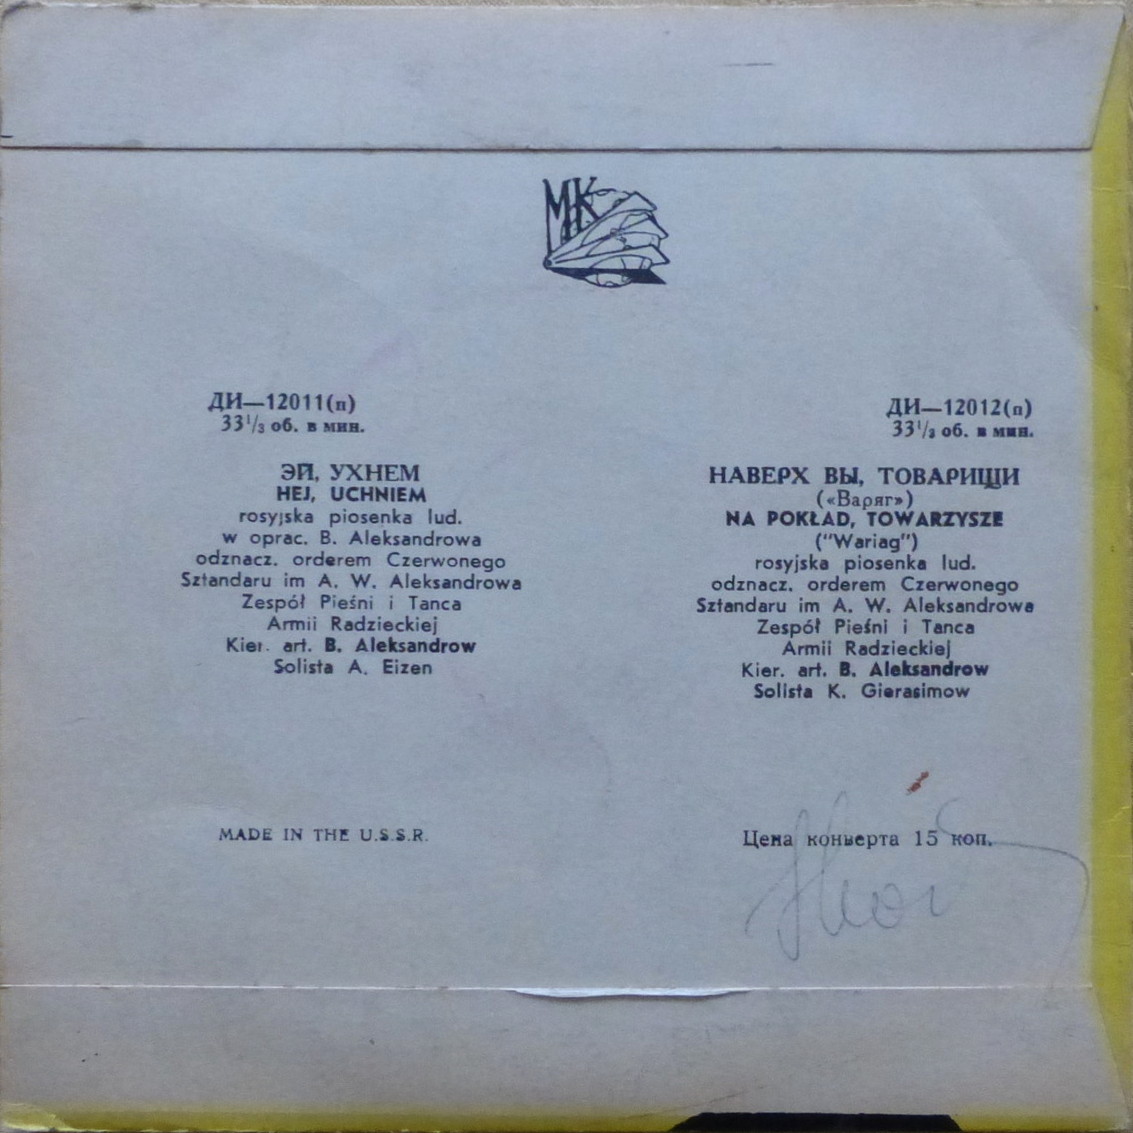 МК
ДИ—12011(п)
33⅓ об. в мин.
ЭЙ, УХНЕМ
HEJ, UCHNIEM
rosyjska piosenka lud.
w oprac. B. Aleksandrowa
odznacz. orderem Czerwonego
Sztandaru im A. W. Aleksandrowa
Zespół Pieśni i Tanca
Armii Radzieckiej
Kier. art. B. Aleksandrow
Solista A. Eizen
MADE IN THE U.S.S.R.
ДИ—12012(п)
33⅓ об. в мин.
НАВЕРХ ВЫ, ТОВАРИЩИ
(«Варяг»)
NA POKŁAD, TOWARZYSZE
("Wariag")
rosyjska piosenka lud.
odznacz. orderem Czerwonego
Sztandaru im A. W. Aleksandrowa
Zespół Pieśni i Tanca
Armii Radzieckiej
Kier. art. B. Aleksandrow
Solista K. Gierasimow
Цена конверта 15 коп.